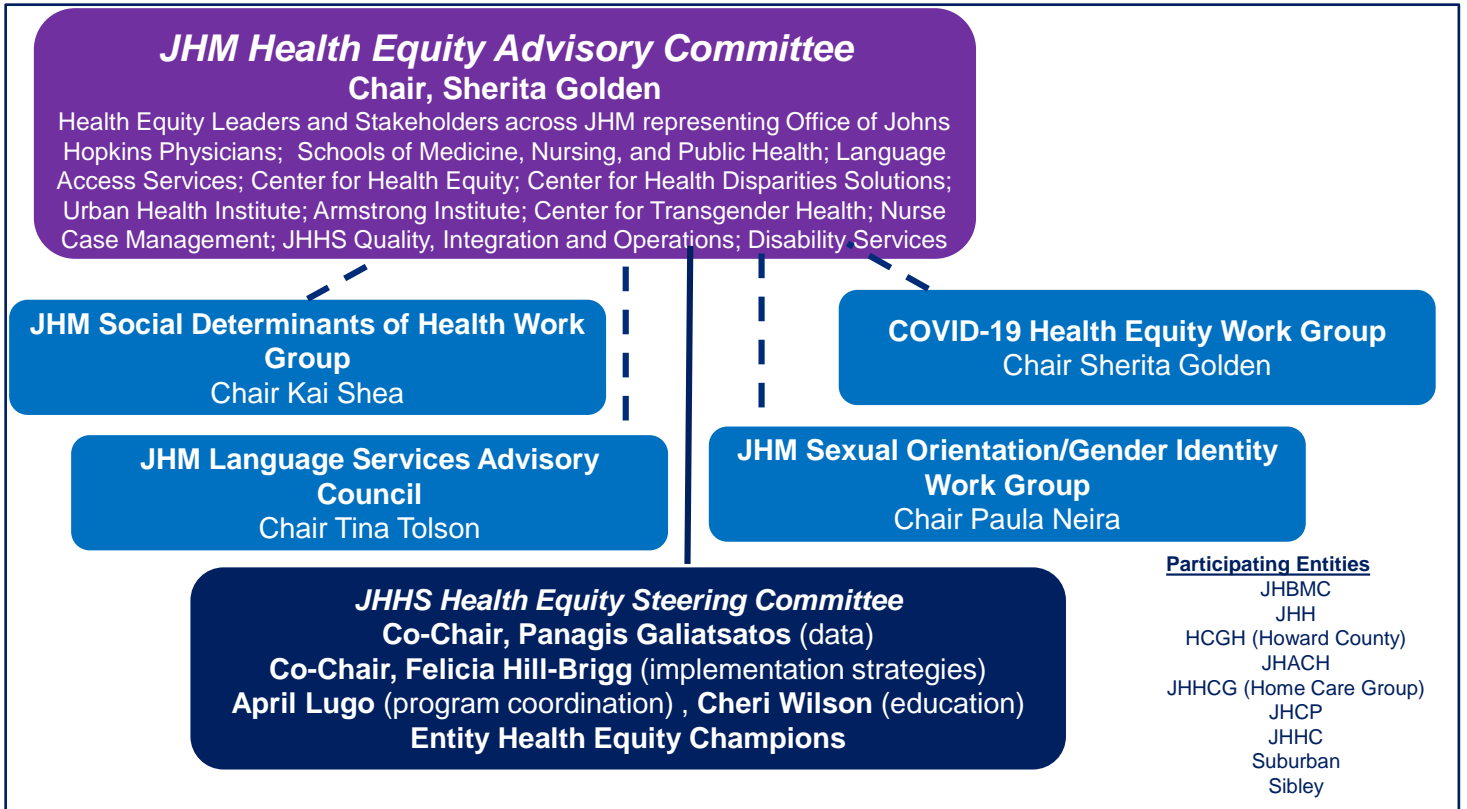 JHM Health Equity Advisory Committee
Chair, Sherita Golden
Health Equity Leaders and Stakeholders across JHM representing Office of Johns
Hopkins Physicians; Schools of Medicine, Nursing, and Public Health; Language
Access Services; Center for Health Equity; Center for Health Disparities Solutions;
Urban Health Institute; Armstrong Institute; Center for Transgender Health; Nurse
Case Management; JHHS Quality, Integration and Operations; Disability Services
JHM Social Determinants of Health Work
Group
Chair Kai Shea
COVID-19 Health Equity Work Group
Chair Sherita Golden
JHM Language Services Advisory
Council
Chair Tina Tolson
JHM Sexual Orientation/Gender Identity
Work Group
Chair Paula Neira
JHHS Health Equity Steering Committee
Co-Chair, Panagis Galiatsatos (data)
Co-Chair, Felicia Hill-Brigg (implementation strategies)
April Lugo (program coordination) , Cheri Wilson (education)
Entity Health Equity Champions
Participating Entities
JHBMC
JHH
HCGH (Howard County)
JHACH
JHHCG (Home Care Group)
JHCP
JHHC
Suburban
Sibley